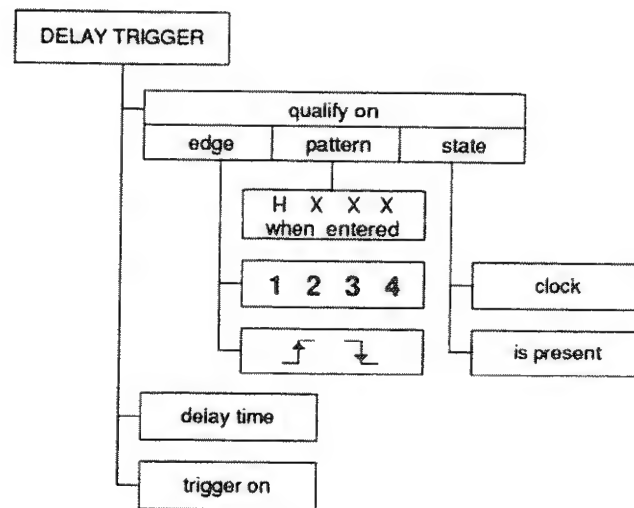 DELAY TRIGGER
qualify on
edge pattern state
H X X X
when entered
1 2 3 4
clock
is present
delay time
trigger on